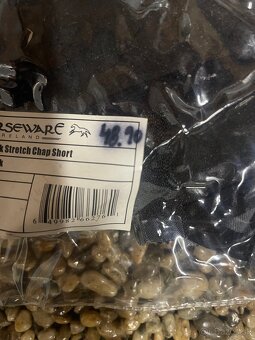 RSEWARE
IRELAND
48.90
k Stretch Chap Short
k